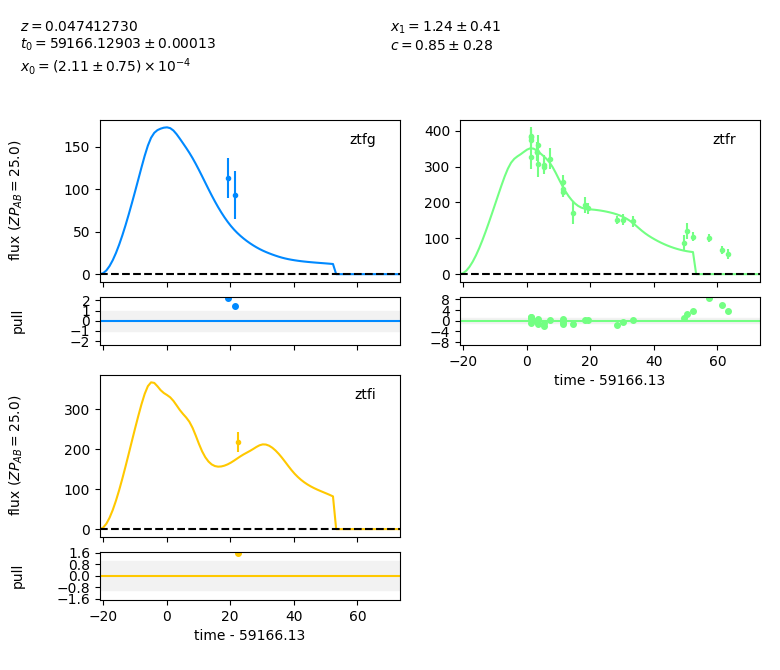 z = 0.047412730
t₀ = 59166.12903 ± 0.00013
x₀ = (2.11 ± 0.75) × 10⁻⁴
x₁ = 1.24 ± 0.41
c = 0.85 ± 0.28
ztfg
flux (ZP_AB = 25.0)
150
100
50
0
pull
2
1
0
−1
−2
ztfr
400
300
200
100
0
8
4
0
−4
−8
−20 0 20 40 60
time - 59166.13
ztfi
flux (ZP_AB = 25.0)
300
200
100
0
pull
1.6
0.8
0.0
−0.8
−1.6
−20 0 20 40 60
time - 59166.13